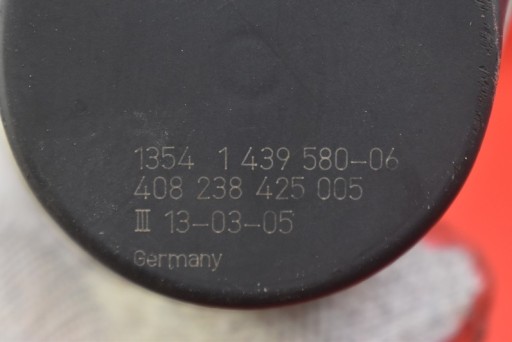 1354 1 439 580-06
408 238 425 005
III 13-03-05
Germany